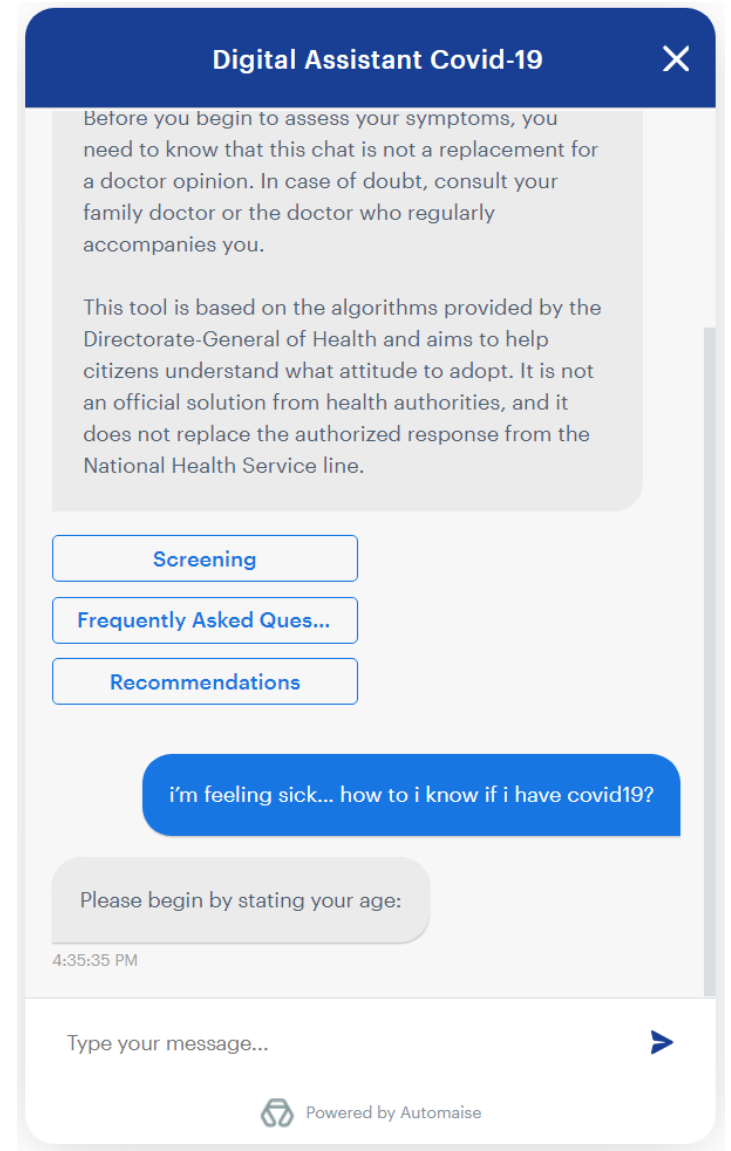 Digital Assistant Covid-19
Before you begin to assess your symptoms, you
need to know that this chat is not a replacement for
a doctor opinion. In case of doubt, consult your
family doctor or the doctor who regularly
accompanies you.
This tool is based on the algorithms provided by the
Directorate-General of Health and aims to help
citizens understand what attitude to adopt. It is not
an official solution from health authorities, and it
does not replace the authorized response from the
National Health Service line.
Screening
Frequently Asked Ques...
Recommendations
i'm feeling sick... how to i know if i have covid19?
Please begin by stating your age:
4:35:35 PM
Type your message...
Powered by Automaise